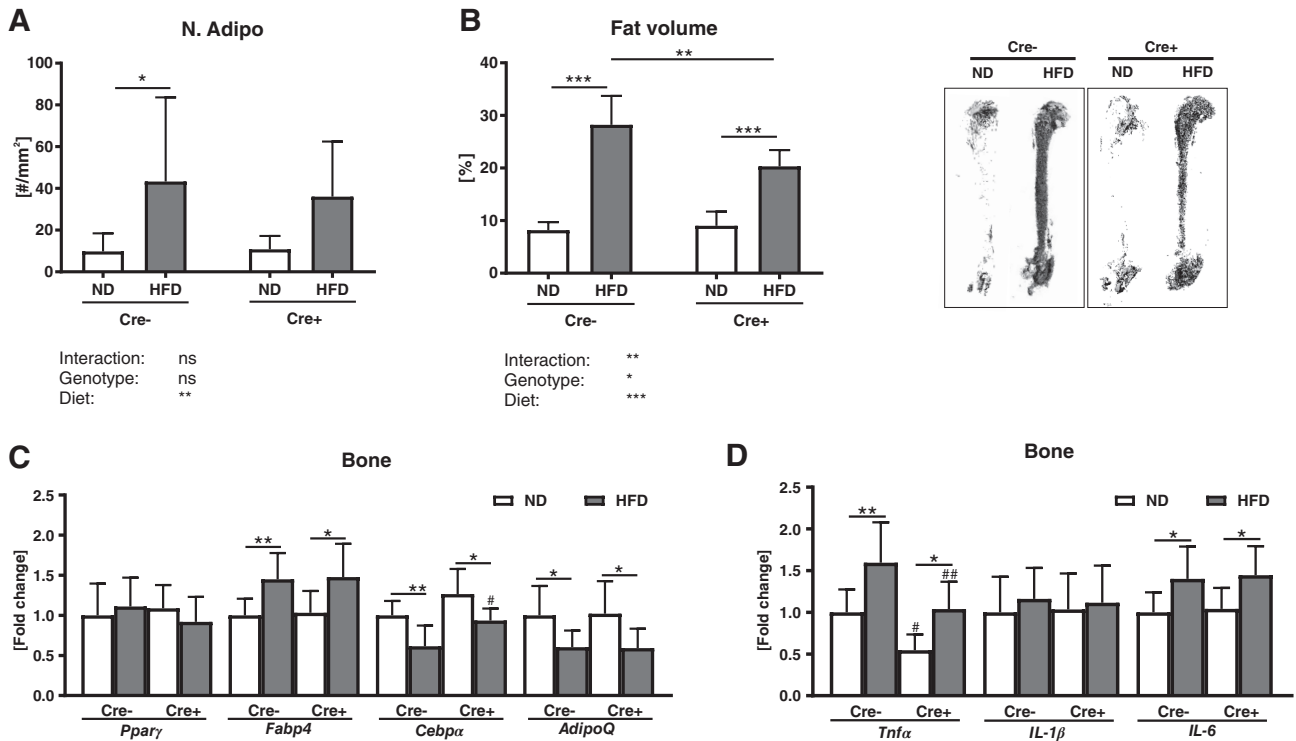 A
N. Adipo
[#/mm²]
100
80
60
40
20
0
*
ND HFD ND HFD
Cre- Cre+
Interaction: ns
Genotype: ns
Diet: **
B
Fat volume
[%]
40
30
20
10
0
**
*** ***
ND HFD ND HFD
Cre- Cre+
Interaction: **
Genotype: *
Diet: ***
Cre- Cre+
ND HFD ND HFD
C
Bone
ND HFD
[Fold change]
2.5
2.0
1.5
1.0
0.5
0.0
** * ** * # * *
Cre- Cre+ Cre- Cre+ Cre- Cre+ Cre- Cre+
Pparγ Fabp4 Cebpα AdipoQ
D
Bone
ND HFD
[Fold change]
2.5
2.0
1.5
1.0
0.5
0.0
** # * ## * *
Cre- Cre+ Cre- Cre+ Cre- Cre+
Tnfα IL-1β IL-6